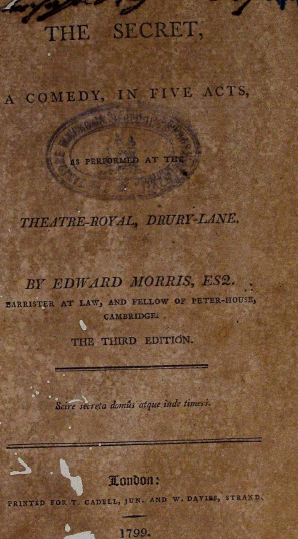 THE SECRET,
A COMEDY, IN FIVE ACTS,
AS PERFORMED AT THE
THEATRE-ROYAL, DRURY-LANE.
BY EDWARD MORRIS, ESQ.
BARRISTER AT LAW, AND FELLOW OF PETER-HOUSE,
CAMBRIDGE.
THE THIRD EDITION.
Scire secreta domûs atque inde timeri.
London:
PRINTED FOR T. CADELL, JUN. AND W. DAVIES, STRAND.
1799.